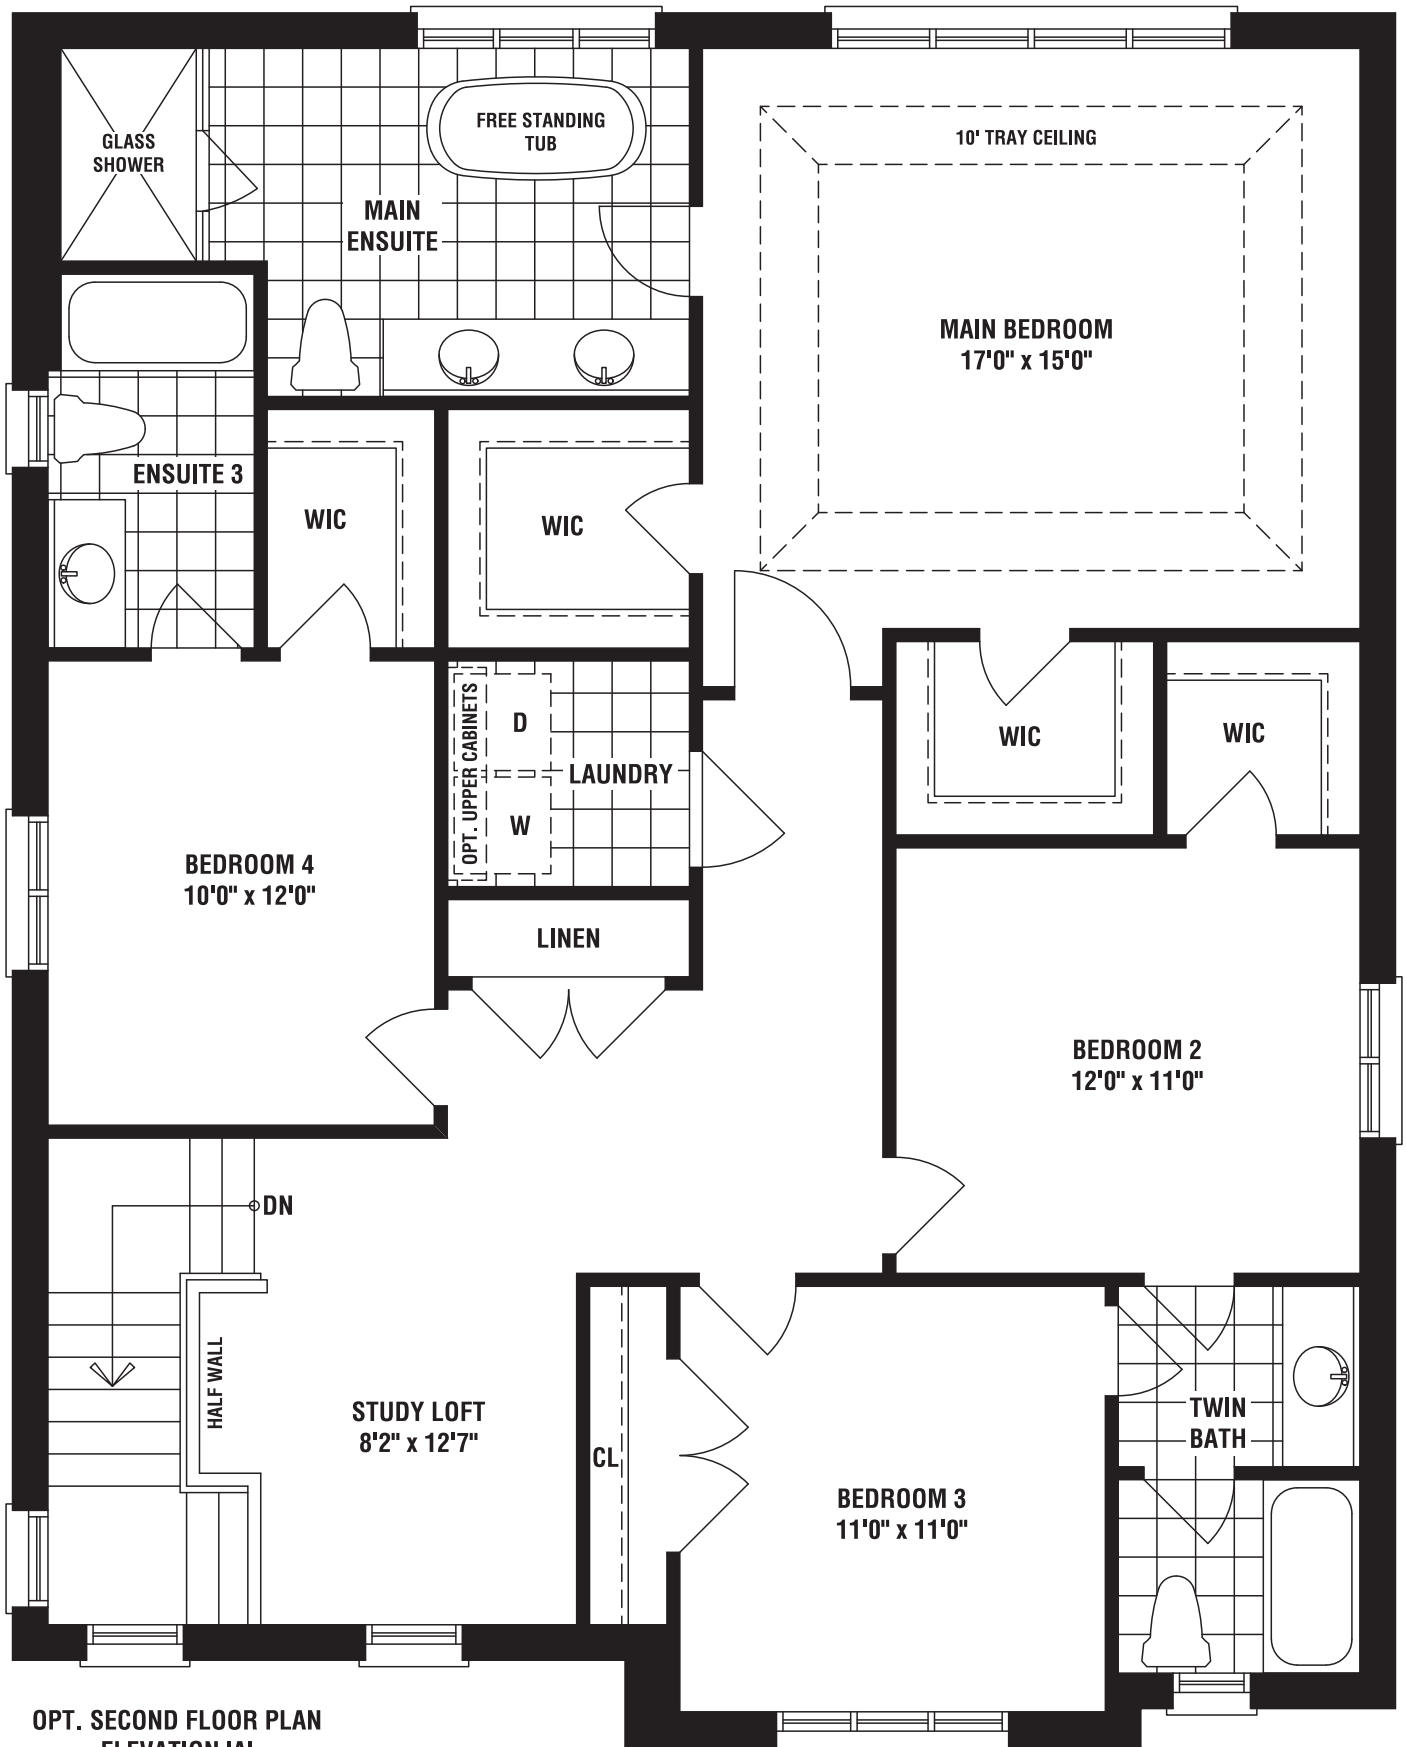 FREE STANDING
TUB
10' TRAY CEILING
GLASS
SHOWER
MAIN
ENSUITE
MAIN BEDROOM
17'0" x 15'0"
ENSUITE 3
WIC
WIC
OPT. UPPER CABINETS
D
LAUNDRY
W
WIC
WIC
BEDROOM 4
10'0" x 12'0"
LINEN
BEDROOM 2
12'0" x 11'0"
DN
HALF WALL
STUDY LOFT
8'2" x 12'7"
CL
TWIN
BATH
BEDROOM 3
11'0" x 11'0"
OPT. SECOND FLOOR PLAN
ELEVATION 'A'